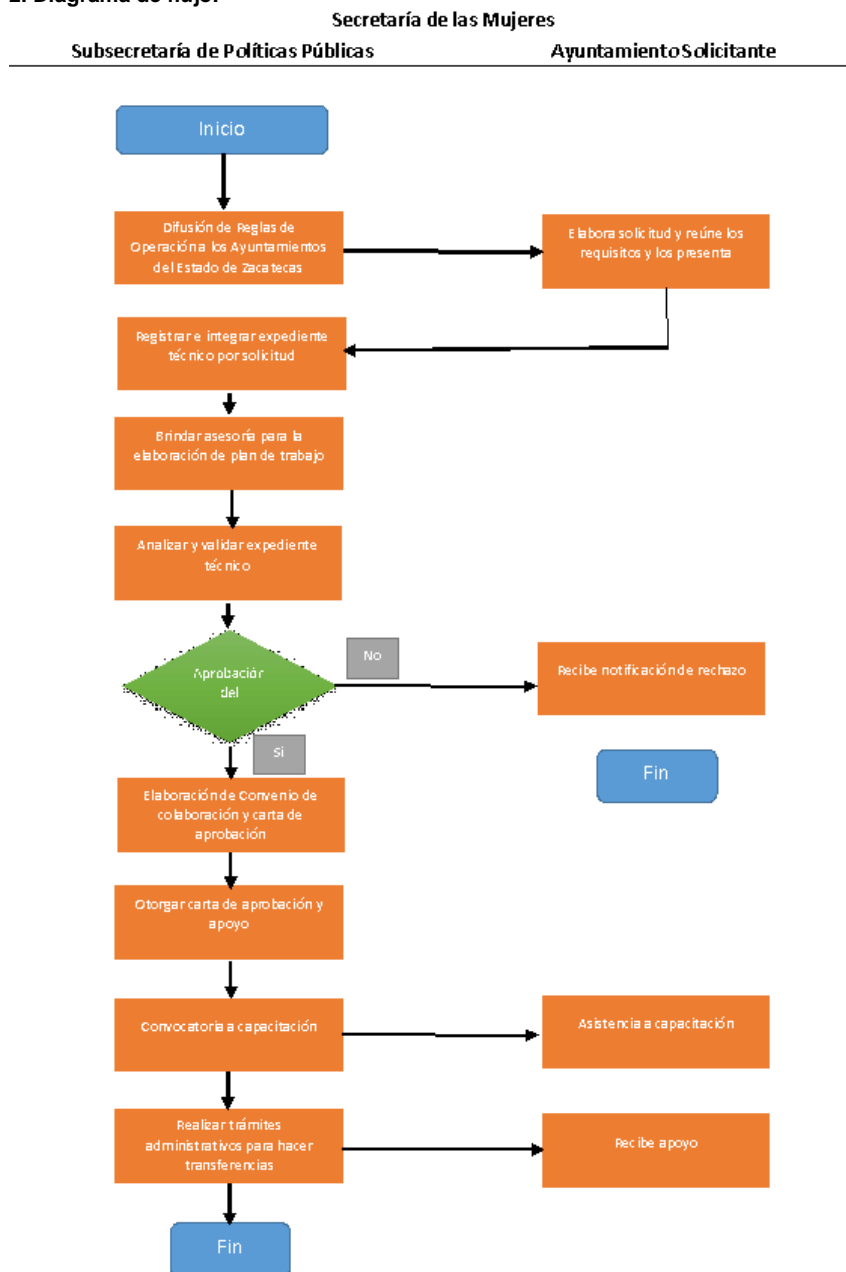 2. Diagrama de flujo.
Secretaría de las Mujeres
Subsecretaría de Políticas Públicas
Ayuntamiento Solicitante
Inicio
Difusión de Reglas de
Operación a los Ayuntamientos
del Estado de Zacatecas
Elabora solicitud y reúne los
requisitos y los presenta
Registrar e integrar expediente
técnico por solicitud
Brindar asesoría para la
elaboración de plan de trabajo
Analizar y validar expediente
técnico
Aprobación
del
No
Recibe notificación de rechazo
Si
Fin
Elaboración de Convenio de
colaboración y carta de
aprobación
Otorgar carta de aprobación y
apoyo
Convocatoria a capacitación
Asistencia a capacitación
Realizar trámites
administrativos para hacer
transferencias
Recibe apoyo
Fin